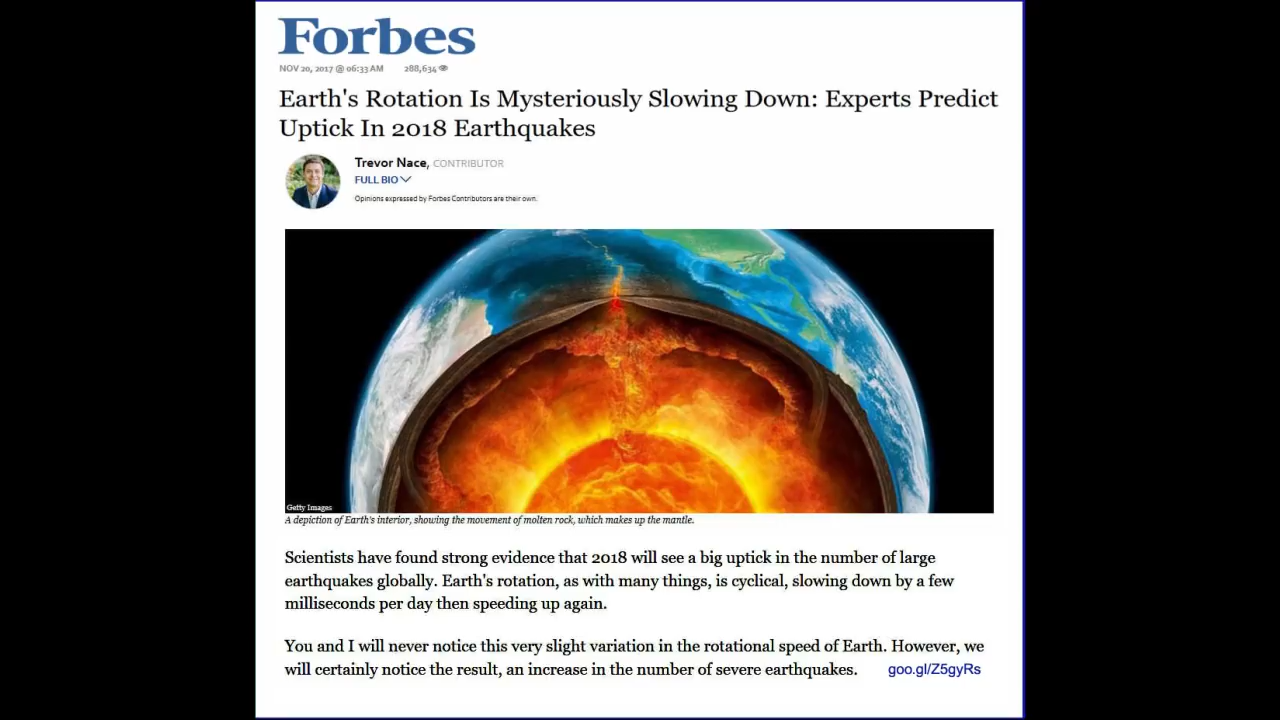 Forbes
NOV 20, 2017 @ 06:33 AM 288,634
Earth's Rotation Is Mysteriously Slowing Down: Experts Predict
Uptick In 2018 Earthquakes
Trevor Nace, CONTRIBUTOR
FULL BIO
Opinions expressed by Forbes Contributors are their own.
Getty Images
A depiction of Earth's interior, showing the movement of molten rock, which makes up the mantle.
Scientists have found strong evidence that 2018 will see a big uptick in the number of large
earthquakes globally. Earth's rotation, as with many things, is cyclical, slowing down by a few
milliseconds per day then speeding up again.
You and I will never notice this very slight variation in the rotational speed of Earth. However, we
will certainly notice the result, an increase in the number of severe earthquakes. goo.gl/Z5gyRs